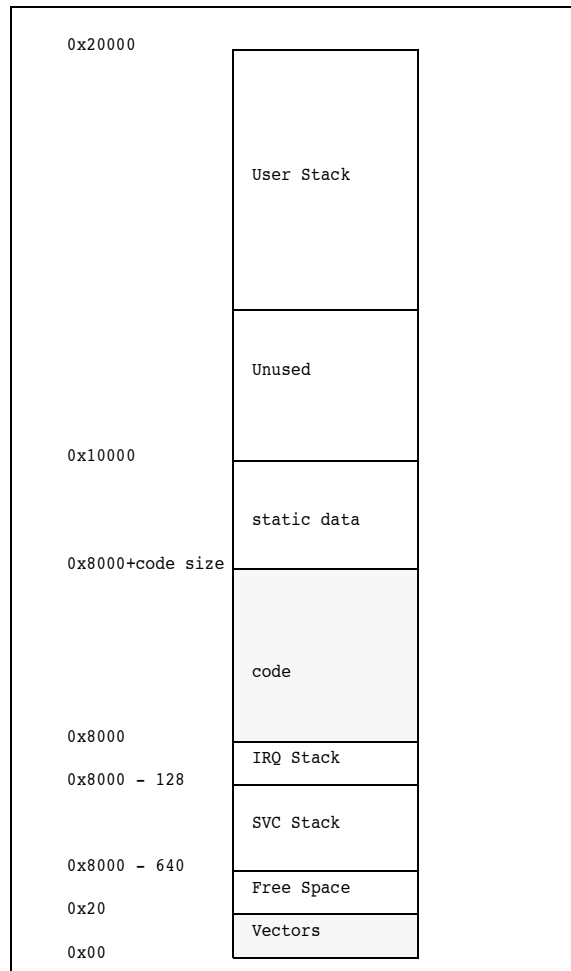 0x20000
User Stack
Unused
0x10000
static data
0x8000+code size
code
0x8000
IRQ Stack
0x8000 - 128
SVC Stack
0x8000 - 640
Free Space
0x20
Vectors
0x00